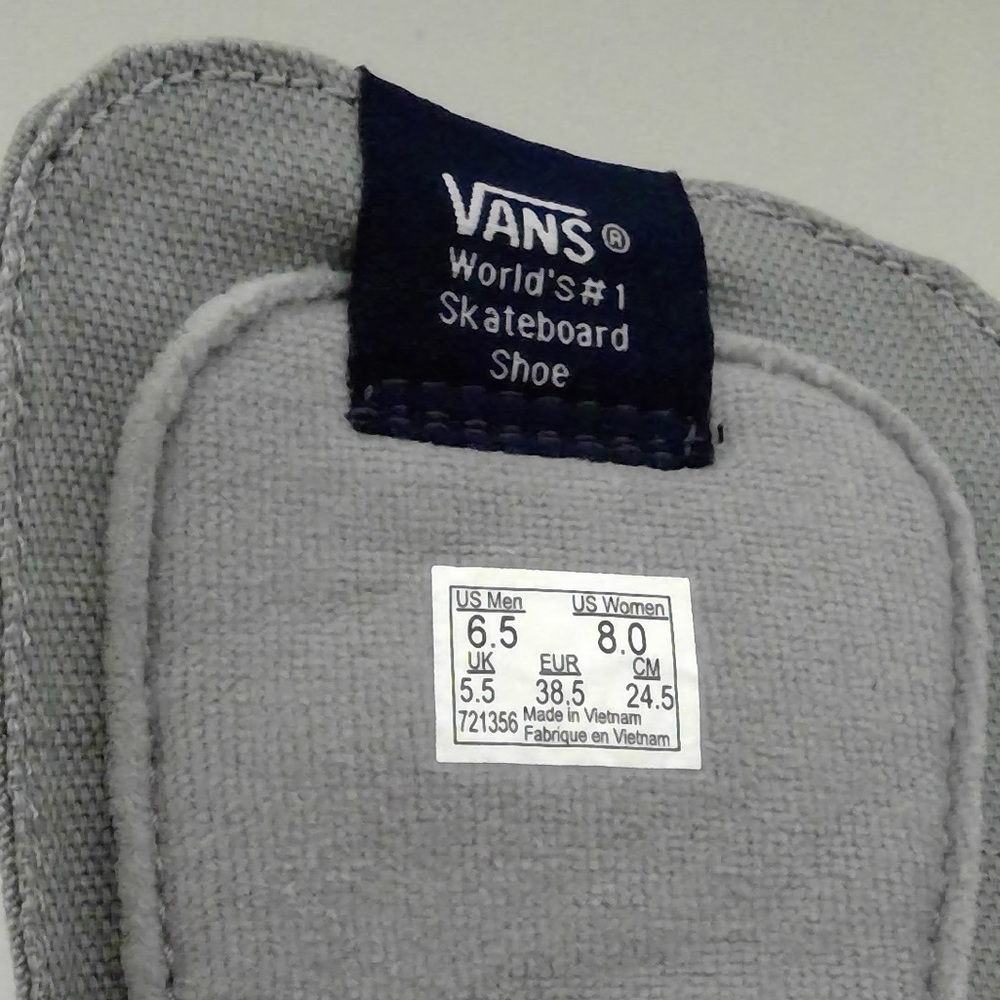 VANS®
World's #1
Skateboard
Shoe
US Men US Women
6.5 8.0
UK EUR CM
5.5 38.5 24.5
721356 Made in Vietnam
Fabrique en Vietnam